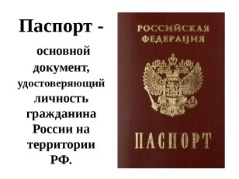 Паспорт -
основной
документ,
удостоверяющий
личность
гражданина
России на
территории
РФ.
РОССИЙСКАЯ
ФЕДЕРАЦИЯ
ПАСПОРТ